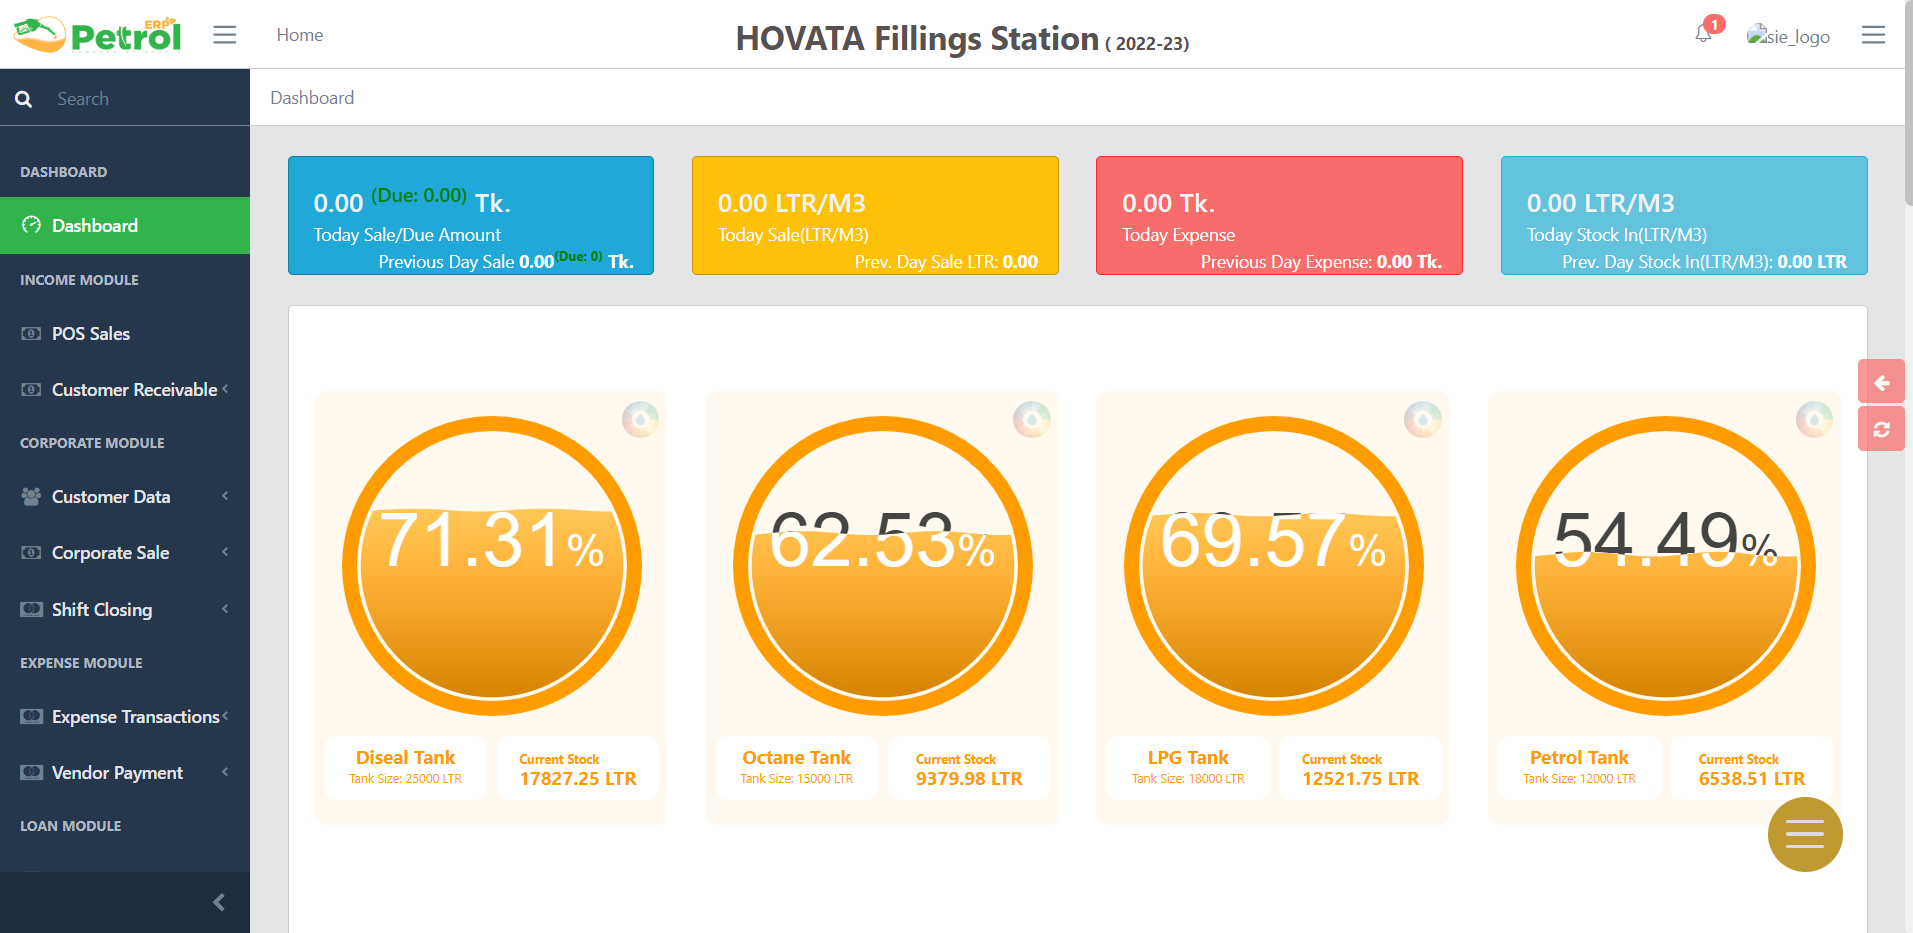 Petrol ERP
Home
HOVATA Fillings Station ( 2022-23)
1
sie_logo
Search
Dashboard
DASHBOARD
Dashboard
INCOME MODULE
POS Sales
Customer Receivable
CORPORATE MODULE
Customer Data
Corporate Sale
Shift Closing
EXPENSE MODULE
Expense Transactions
Vendor Payment
LOAN MODULE
0.00 (Due: 0.00) Tk.
Today Sale/Due Amount
Previous Day Sale 0.00(Due: 0) Tk.
0.00 LTR/M3
Today Sale(LTR/M3)
Prev. Day Sale LTR: 0.00
0.00 Tk.
Today Expense
Previous Day Expense: 0.00 Tk.
0.00 LTR/M3
Today Stock In(LTR/M3)
Prev. Day Stock In(LTR/M3): 0.00 LTR
71.31%
Diseal Tank
Tank Size: 25000 LTR
Current Stock
17827.25 LTR
62.53%
Octane Tank
Tank Size: 15000 LTR
Current Stock
9379.98 LTR
69.57%
LPG Tank
Tank Size: 18000 LTR
Current Stock
12521.75 LTR
54.49%
Petrol Tank
Tank Size: 12000 LTR
Current Stock
6538.51 LTR